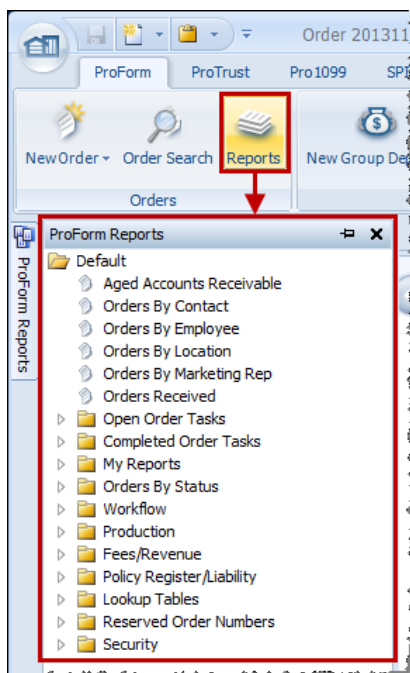 Order 201311
ProForm ProTrust Pro1099
New Order Order Search Reports New Group
Orders
ProForm Reports
ProForm Reports
Default
Aged Accounts Receivable
Orders By Contact
Orders By Employee
Orders By Location
Orders By Marketing Rep
Orders Received
Open Order Tasks
Completed Order Tasks
My Reports
Orders By Status
Workflow
Production
Fees/Revenue
Policy Register/Liability
Lookup Tables
Reserved Order Numbers
Security